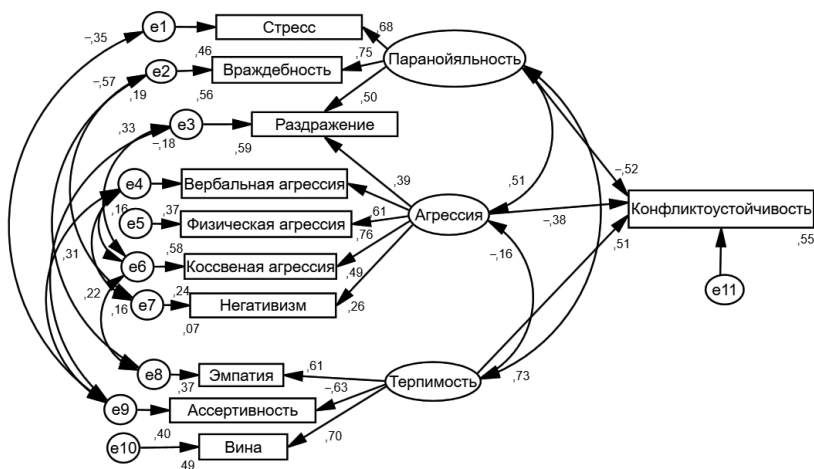 –,35
e1
Стресс
,68
,46
,75
Паранойяльность
–,57
e2
Враждебность
,19
,56
,50
,33
e3
Раздражение
–,18
,59
,39
,51
–,52
e4
Вербальная агрессия
Агрессия
Конфликтоустойчивость
,16
e5
,37
Физическая агрессия
,61
–,38
,76
,51
,55
,31
e6
,58
Коссвеная агрессия
–,16
,22
,49
e11
,16
e7
,24
Негативизм
,26
,07
e8
,37
Эмпатия
,61
Терпимость
,73
–,63
e9
Ассертивность
,40
,70
e10
Вина
,49